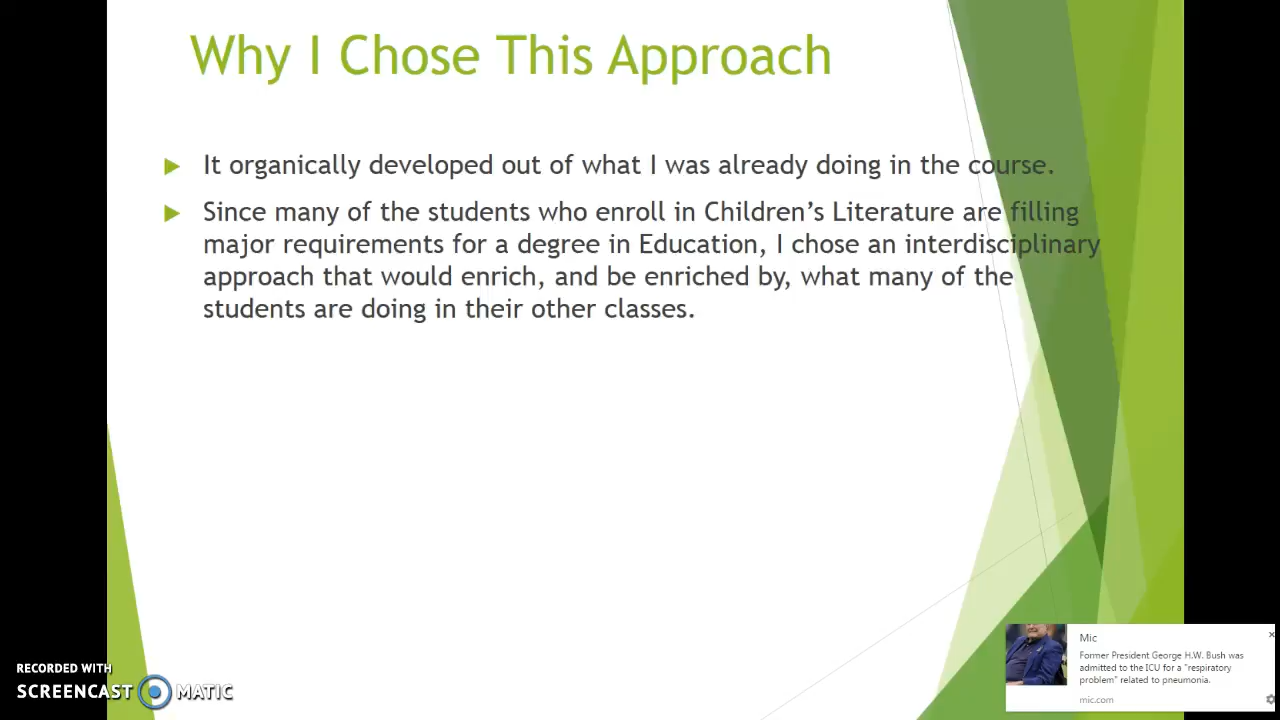 Why I Chose This Approach
It organically developed out of what I was already doing in the course.
Since many of the students who enroll in Children’s Literature are filling
major requirements for a degree in Education, I chose an interdisciplinary
approach that would enrich, and be enriched by, what many of the
students are doing in their other classes.
Mic
Former President George H.W. Bush was
admitted to the ICU for a "respiratory
problem" related to pneumonia.
mic.com
RECORDED WITH
SCREENCAST MATIC